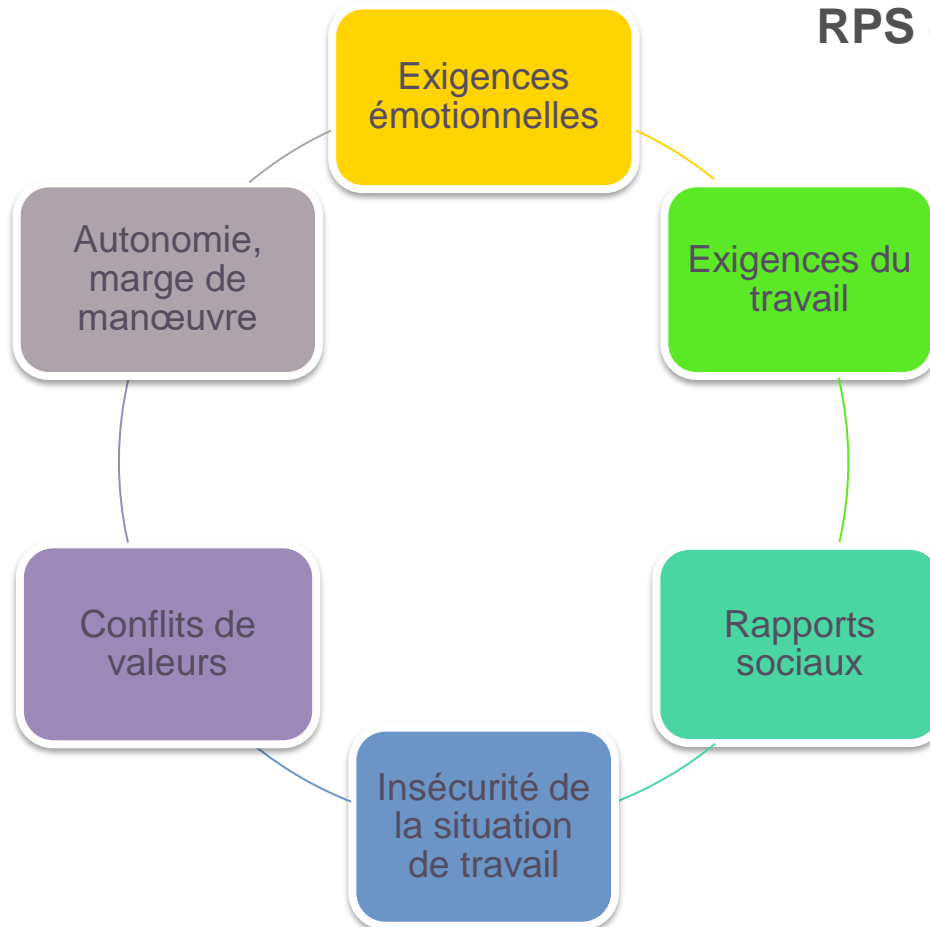 RPS
Exigences
émotionnelles
Exigences du
travail
Rapports
sociaux
Insécurité de
la situation
de travail
Conflits de
valeurs
Autonomie,
marge de
manœuvre